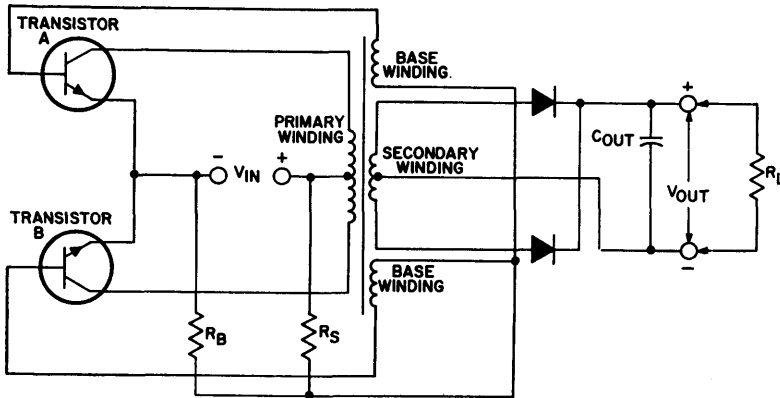 TRANSISTOR
A
BASE
WINDING.
PRIMARY
WINDING
- VIN +
SECONDARY
WINDING
COUT
+
VOUT
-
RL
TRANSISTOR
B
BASE
WINDING
RB
RS